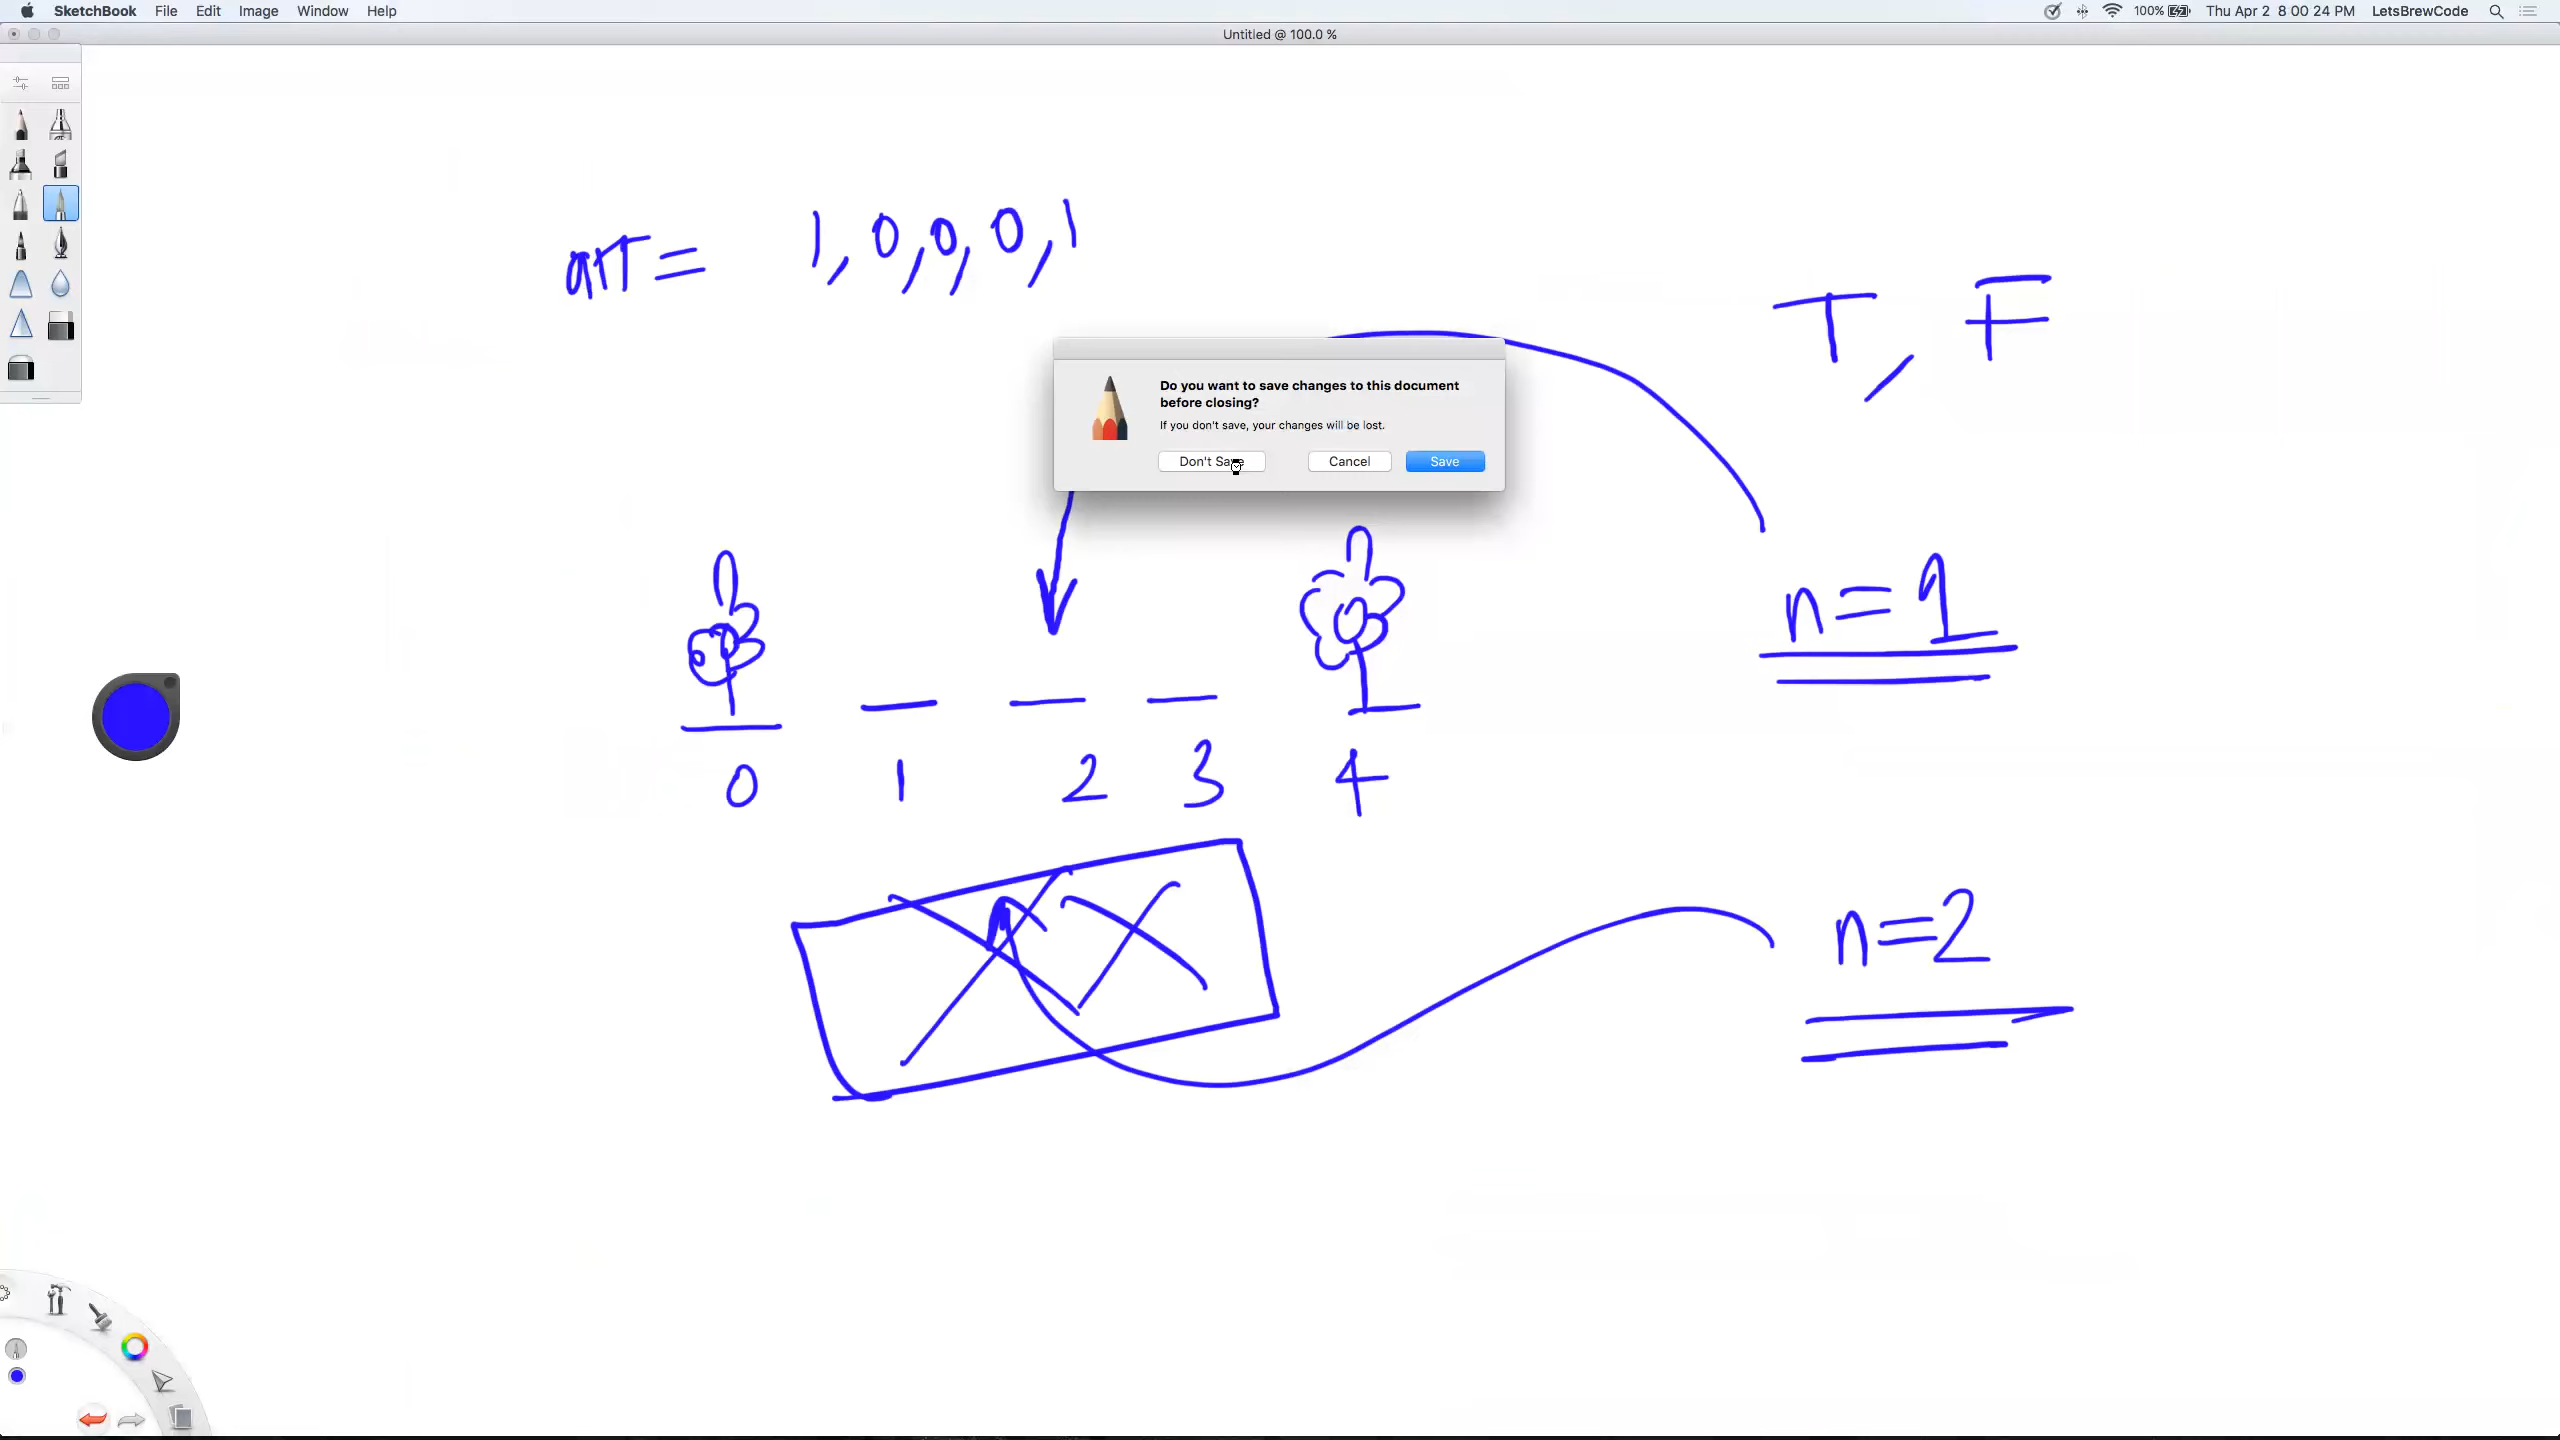 SketchBook File Edit Image Window Help 100% Thu Apr 2 8 00 24 PM LetsBrewCode
Untitled @ 100.0 %
arr = 1, 0, 0, 0, 1
T, F
Do you want to save changes to this document
before closing?
If you don't save, your changes will be lost.
Don't Save Cancel Save
n = 1
0 1 2 3 4
n=2